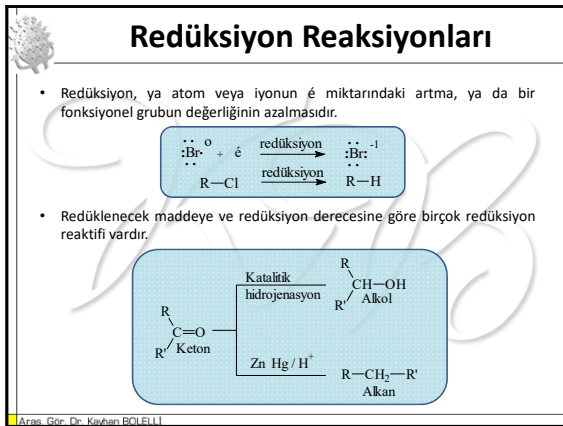 Redüksiyon Reaksiyonları
• Redüksiyon, ya atom veya iyonun é miktarındaki artma, ya da bir
fonksiyonel grubun değerliğinin azalmasıdır.
:Br· o + é redüksiyon :Br: -1
R—Cl redüksiyon R—H
• Redüklenecek maddeye ve redüksiyon derecesine göre birçok redüksiyon
reaktifi vardır.
R
C=O
R' Keton
Katalitik
hidrojenasyon
R
CH—OH
R' Alkol
Zn Hg / H+
R—CH2—R'
Alkan
Araş. Gör. Dr. Kayhan BOLELLİ